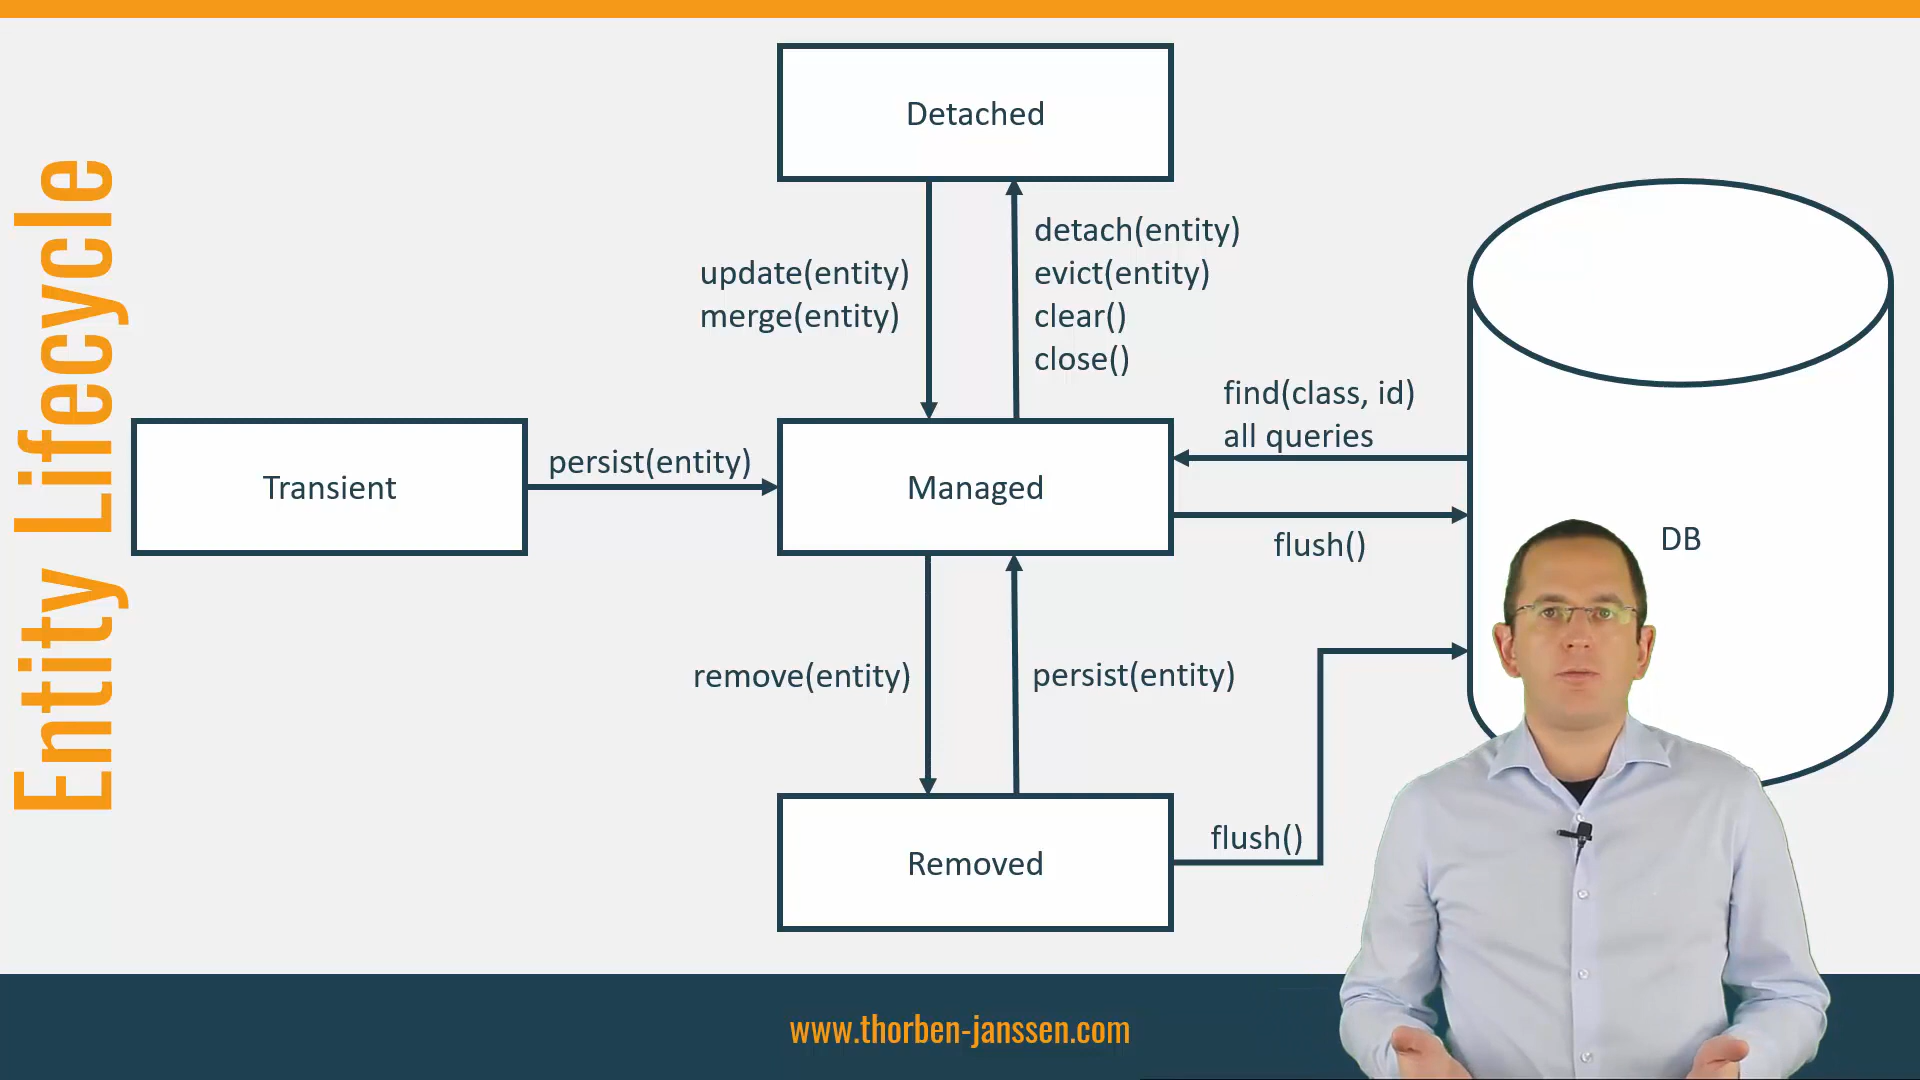 Entity Lifecycle
Detached
update(entity)
merge(entity)
detach(entity)
evict(entity)
clear()
close()
find(class, id)
all queries
Transient
persist(entity)
Managed
flush()
DB
remove(entity)
persist(entity)
Removed
flush()
www.thorben-janssen.com